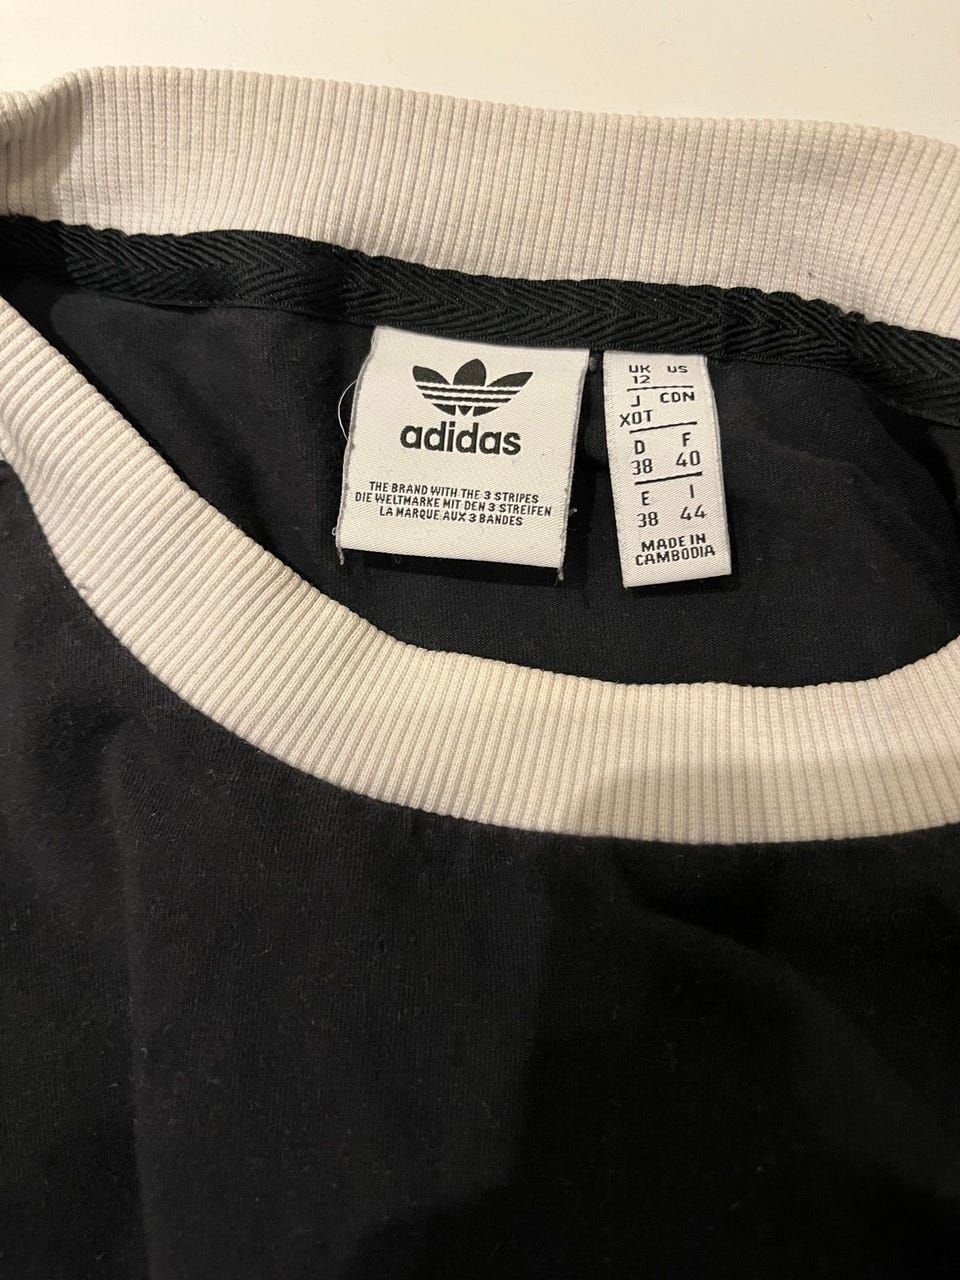 adidas
THE BRAND WITH THE 3 STRIPES
DIE WELTMARKE MIT DEN 3 STREIFEN
LA MARQUE AUX 3 BANDES
UK US
12
J CDN
XOT
D F
38 40
E I
38 44
MADE IN
CAMBODIA